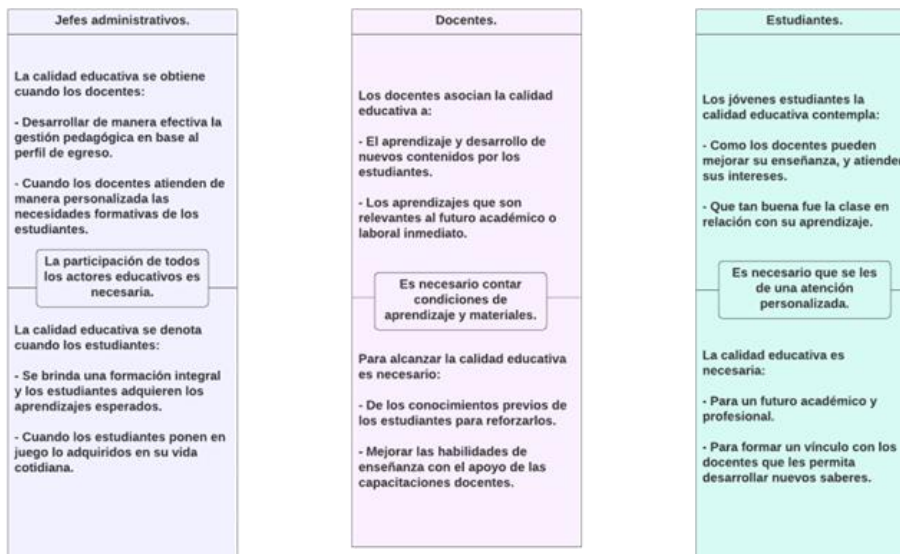 Jefes administrativos.
La calidad educativa se obtiene
cuando los docentes:
- Desarrollar de manera efectiva la
gestión pedagógica en base al
perfil de egreso.
- Cuando los docentes atienden de
manera personalizada las
necesidades formativas de los
estudiantes.
La participación de todos
los actores educativos es
necesaria.
La calidad educativa se denota
cuando los estudiantes:
- Se brinda una formación integral
y los estudiantes adquieren los
aprendizajes esperados.
- Cuando los estudiantes ponen en
juego lo adquiridos en su vida
cotidiana.
Docentes.
Los docentes asocian la calidad
educativa a:
- El aprendizaje y desarrollo de
nuevos contenidos por los
estudiantes.
- Los aprendizajes que son
relevantes al futuro académico o
laboral inmediato.
Es necesario contar
condiciones de
aprendizaje y materiales.
Para alcanzar la calidad educativa
es necesario:
- De los conocimientos previos de
los estudiantes para reforzarlos.
- Mejorar las habilidades de
enseñanza con el apoyo de las
capacitaciones docentes.
Estudiantes.
Los jóvenes estudiantes la
calidad educativa contempla:
- Como los docentes pueden
mejorar su enseñanza, y atienden
sus intereses.
- Que tan buena fue la clase en
relación con su aprendizaje.
Es necesario que se les
de una atención
personalizada.
La calidad educativa es
necesaria:
- Para un futuro académico y
profesional.
- Para formar un vínculo con los
docentes que les permita
desarrollar nuevos saberes.